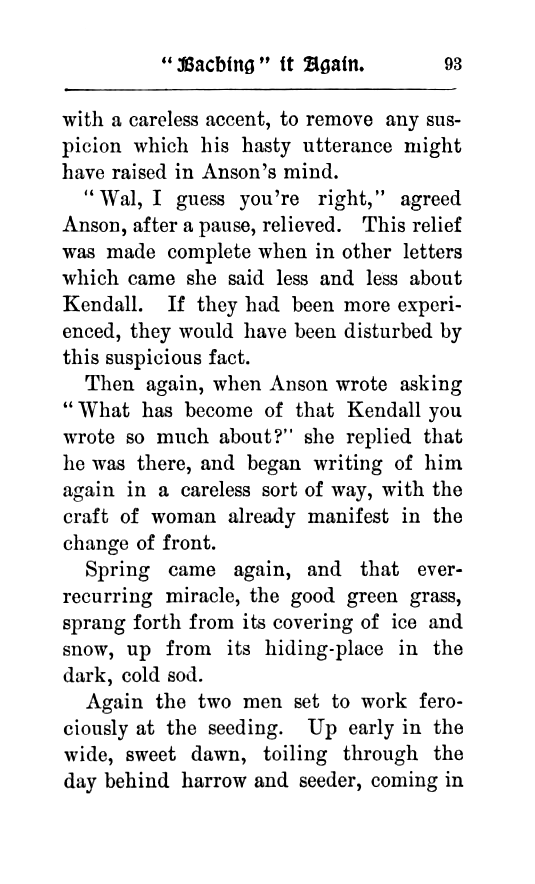 “Baching” it Again. 93
with a careless accent, to remove any sus-
picion which his hasty utterance might
have raised in Anson’s mind.
“Wal, I guess you’re right,” agreed
Anson, after a pause, relieved. This relief
was made complete when in other letters
which came she said less and less about
Kendall. If they had been more experi-
enced, they would have been disturbed by
this suspicious fact.
Then again, when Anson wrote asking
“What has become of that Kendall you
wrote so much about?” she replied that
he was there, and began writing of him
again in a careless sort of way, with the
craft of woman already manifest in the
change of front.
Spring came again, and that ever-
recurring miracle, the good green grass,
sprang forth from its covering of ice and
snow, up from its hiding-place in the
dark, cold sod.
Again the two men set to work fero-
ciously at the seeding. Up early in the
wide, sweet dawn, toiling through the
day behind harrow and seeder, coming in